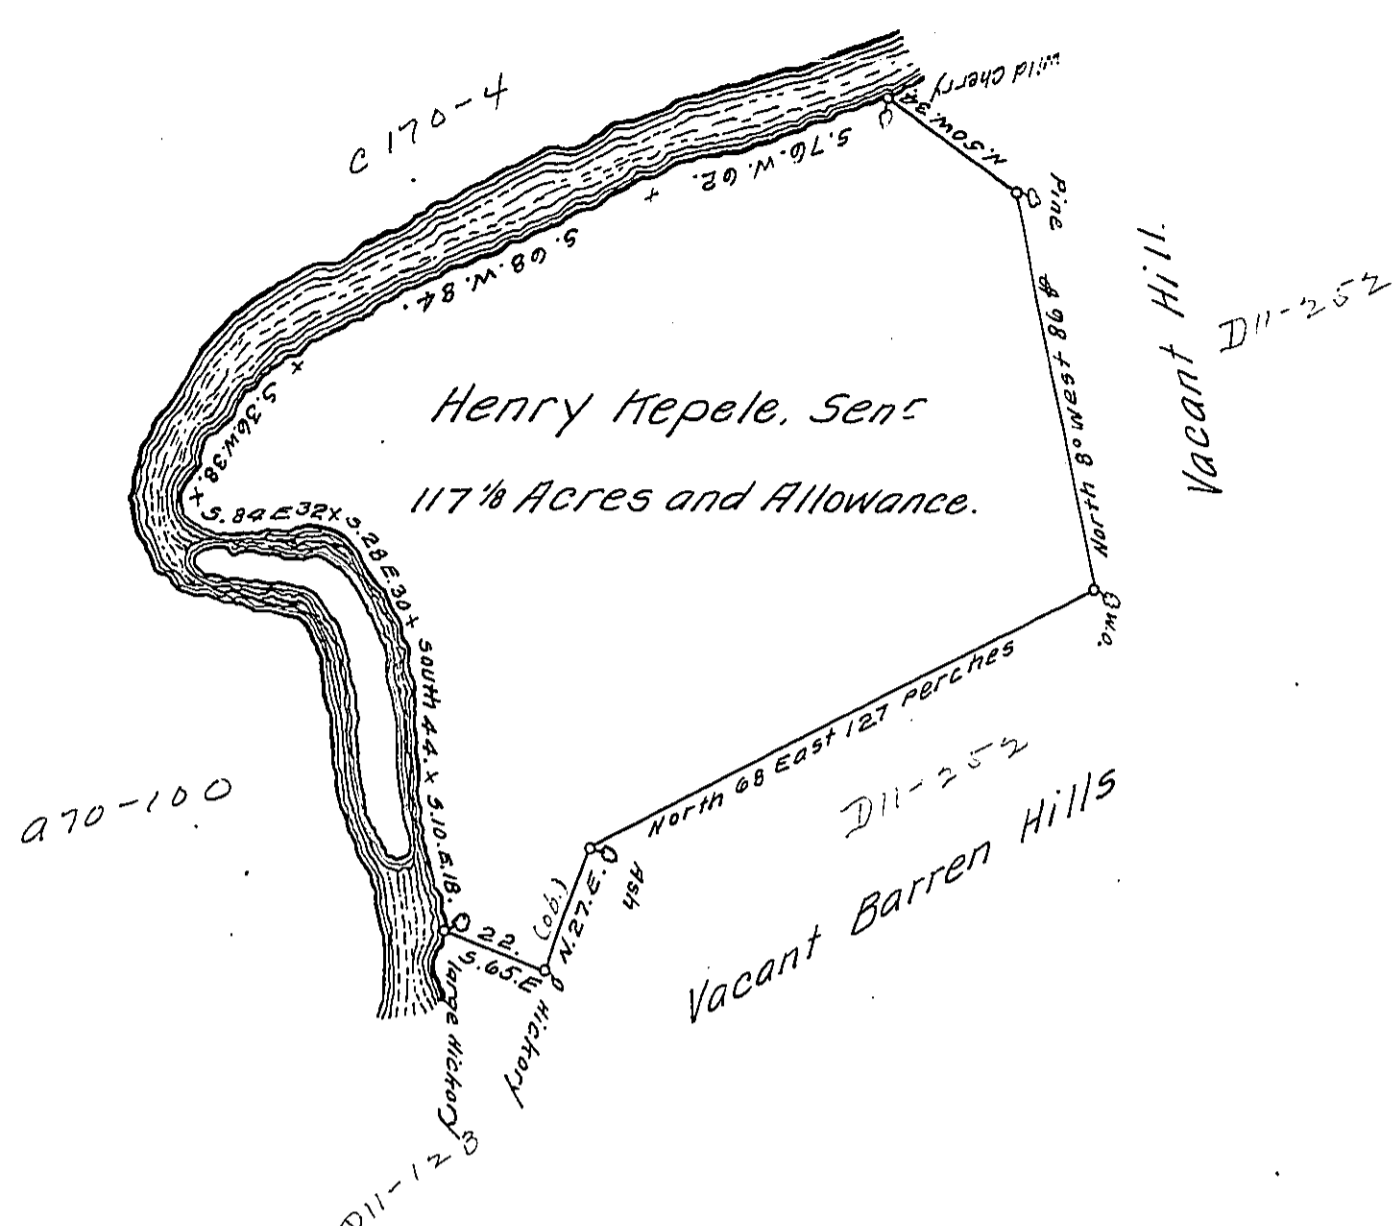 C 170-4
Wild Cherry
N.50W.34
Pine
S.76.W.62.
S.68.W.84.
S.36W.38.
S.84 E 32 x S.28 E.30 + South 44. x S.10.E.18.
North 8° West 98
Vacant Hill.
D11-252
Henry Kepele, Senr
117 1/8 Acres and Allowance.
W.O.
North 68 East 127 Perches
D11-252
Vacant Barren Hills
a70-100
Ash
N.27.E.
22.
S.65.E
Hickory
large Hickory
D11-123